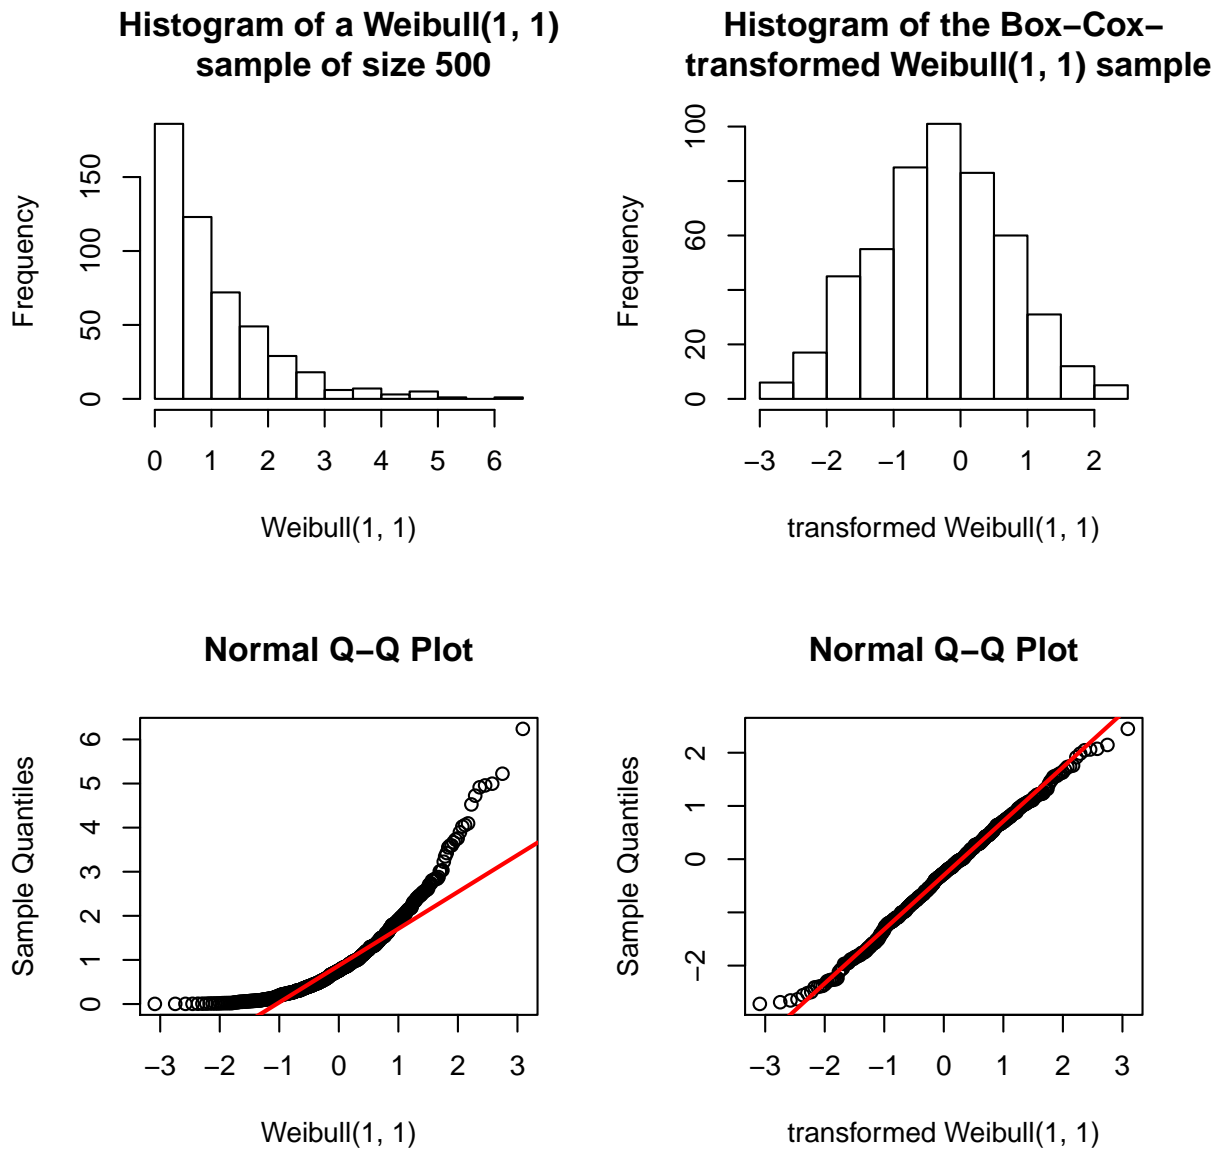 Histogram of a Weibull(1, 1)
sample of size 500
Frequency
150
100
50
0
0 1 2 3 4 5 6
Weibull(1, 1)
Histogram of the Box−Cox−
transformed Weibull(1, 1) sample
Frequency
100
60
20
0
−3 −2 −1 0 1 2
transformed Weibull(1, 1)
Normal Q−Q Plot
Sample Quantiles
6
5
4
3
2
1
0
−3 −2 −1 0 1 2 3
Weibull(1, 1)
Normal Q−Q Plot
Sample Quantiles
2
1
0
−2
−3 −2 −1 0 1 2 3
transformed Weibull(1, 1)